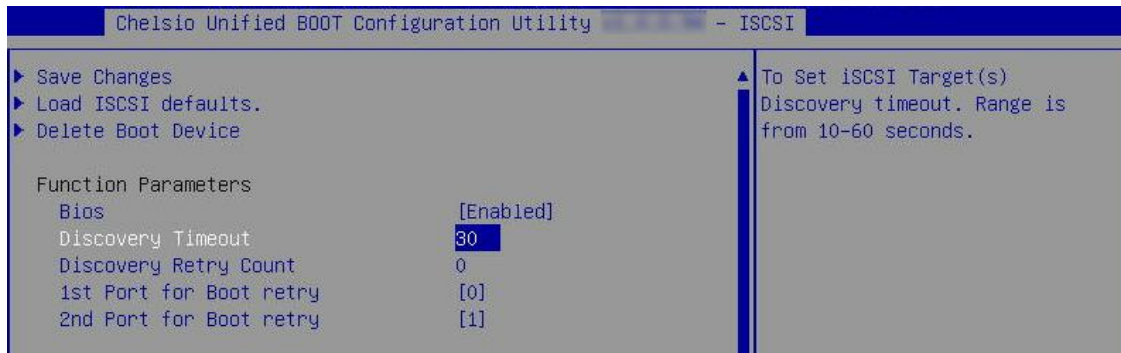 Chelsio Unified BOOT Configuration Utility - ISCSI
Save Changes
Load ISCSI defaults.
Delete Boot Device
Function Parameters
Bios [Enabled]
Discovery Timeout 30
Discovery Retry Count 0
1st Port for Boot retry [0]
2nd Port for Boot retry [1]
To Set iSCSI Target(s)
Discovery timeout. Range is
from 10-60 seconds.